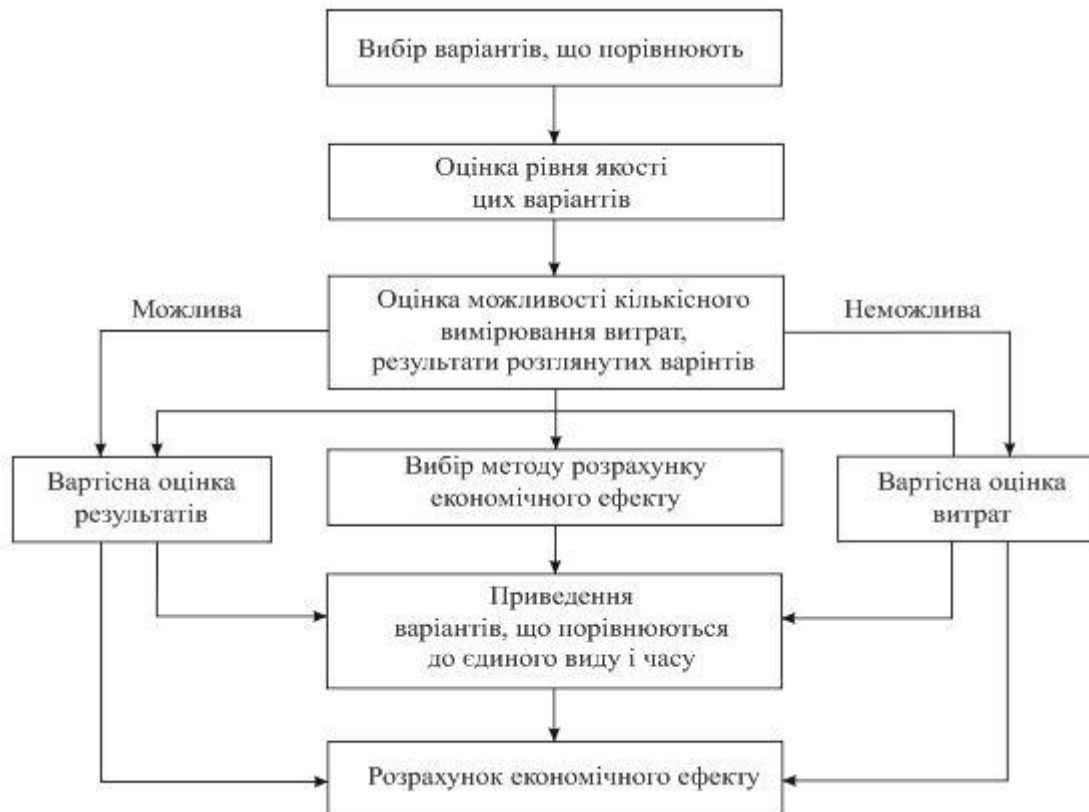 Вибір варіантів, що порівнюють
Оцінка рівня якості
цих варіантів
Можлива
Оцінка можливості кількісного
вимірювання витрат,
результати розглянутих варінтів
Неможлива
Вартісна оцінка
результатів
Вибір методу розрахунку
економічного ефекту
Вартісна оцінка
витрат
Приведення
варіантів, що порівнюються
до єдиного виду і часу
Розрахунок економічного ефекту